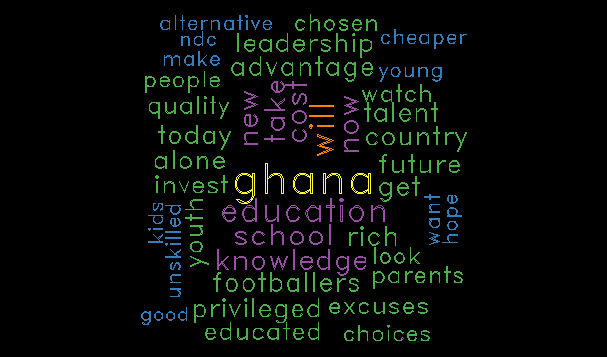 alternative chosen
ndc leadership cheaper
make advantage young
people new take cost will now watch
quality talent
today country
alone future
invest ghana get
kids unskilled youth education want hope
school rich
knowledge look
footballers parents
good privileged excuses
educated choices